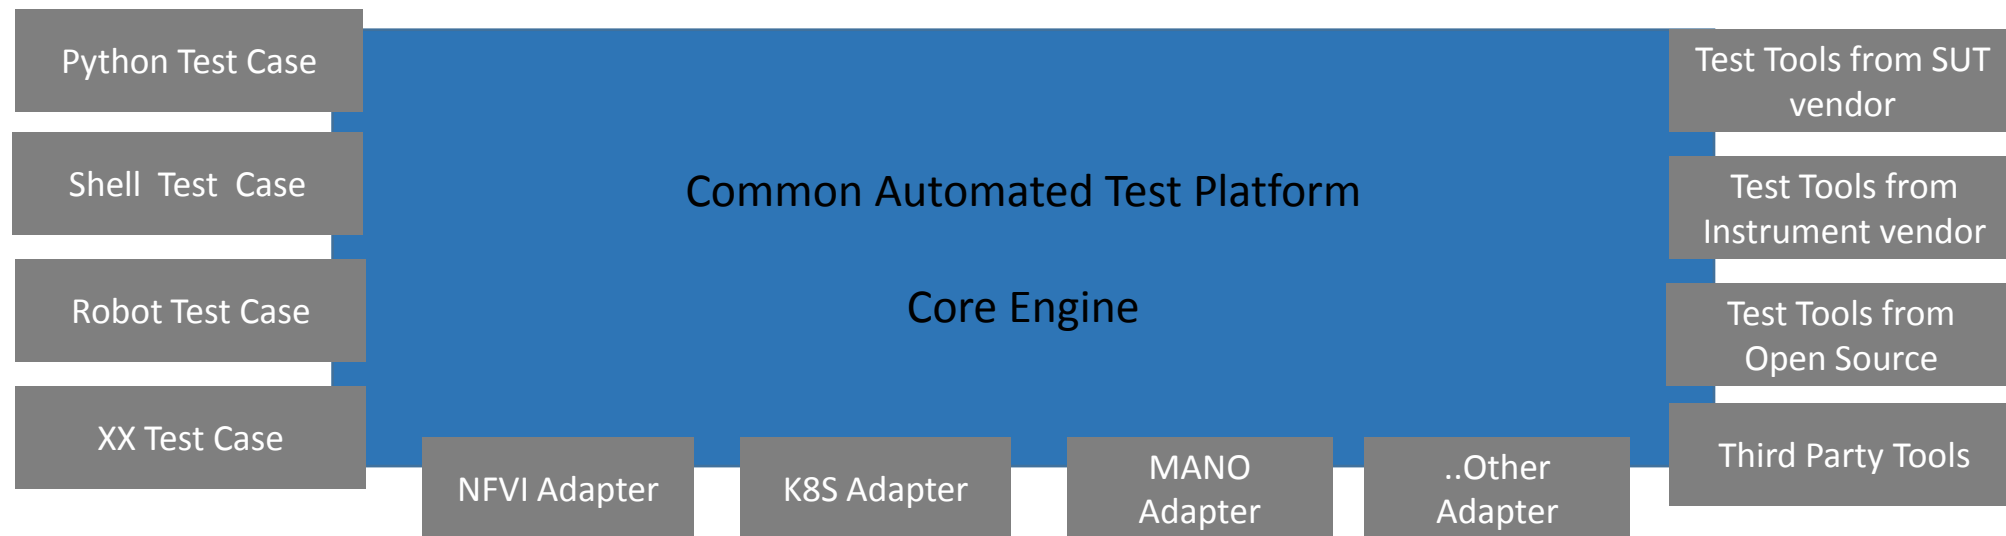 Python Test Case
Shell  Test  Case
Robot Test Case
XX Test Case
Common Automated Test Platform
Core Engine
NFVI Adapter
K8S Adapter
MANO
Adapter
..Other
Adapter
Test Tools from SUT
vendor
Test Tools from
Instrument vendor
Test Tools from
Open Source
Third Party Tools